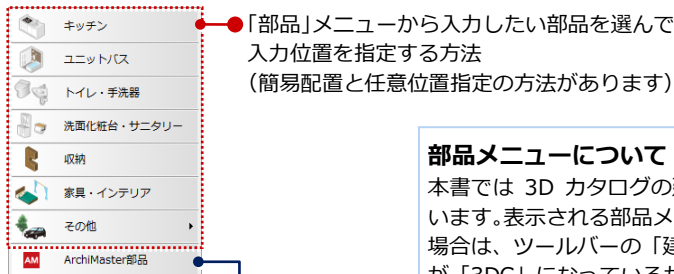 キッチン
ユニットバス
トイレ・手洗器
洗面化粧台・サニタリー
収納
家具・インテリア
その他
AM ArchiMaster部品
「部品」メニューから入力したい部品を選んで
入力位置を指定する方法
(簡易配置と任意位置指定の方法があります)
部品メニューについて
本書では 3D カタログの
います。表示される部品メ
場合は、ツールバーの「建
が「3DC」になっているか